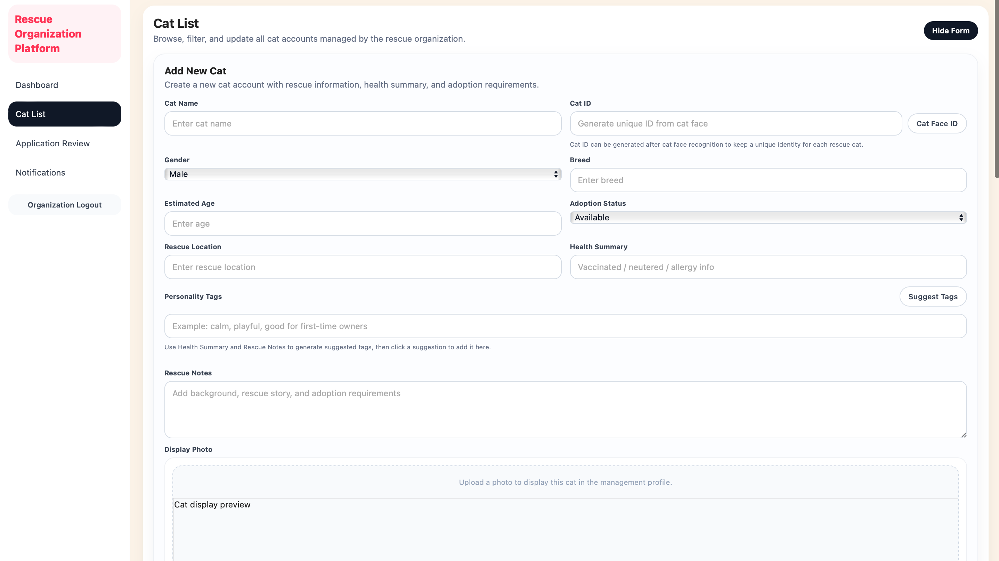 Rescue
Organization
Platform
Dashboard
Cat List
Application Review
Notifications
Organization Logout
Cat List
Browse, filter, and update all cat accounts managed by the rescue organization.
Hide Form
Add New Cat
Create a new cat account with rescue information, health summary, and adoption requirements.
Cat Name
Enter cat name
Cat ID
Generate unique ID from cat face
Cat Face ID
Cat ID can be generated after cat face recognition to keep a unique identity for each rescue cat.
Gender
Male
Breed
Enter breed
Estimated Age
Enter age
Adoption Status
Available
Rescue Location
Enter rescue location
Health Summary
Vaccinated / neutered / allergy info
Personality Tags
Suggest Tags
Example: calm, playful, good for first-time owners
Use Health Summary and Rescue Notes to generate suggested tags, then click a suggestion to add it here.
Rescue Notes
Add background, rescue story, and adoption requirements
Display Photo
Upload a photo to display this cat in the management profile.
Cat display preview